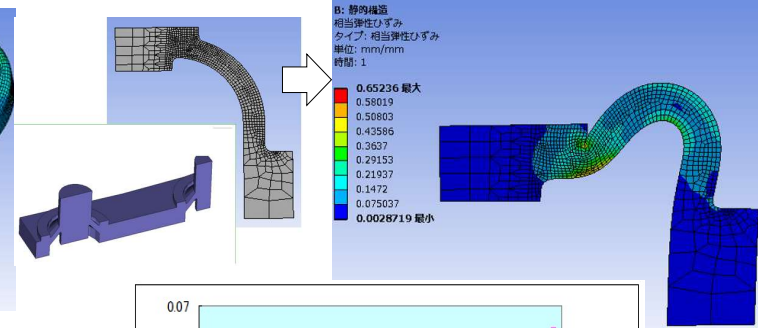 B: 静的構造
相当弾性ひずみ
タイプ: 相当弾性ひずみ
単位: mm/mm
時間: 1
0.65236 最大
0.58019
0.50803
0.43586
0.3637
0.29153
0.21937
0.1472
0.075037
0.0028719 最小
0.07